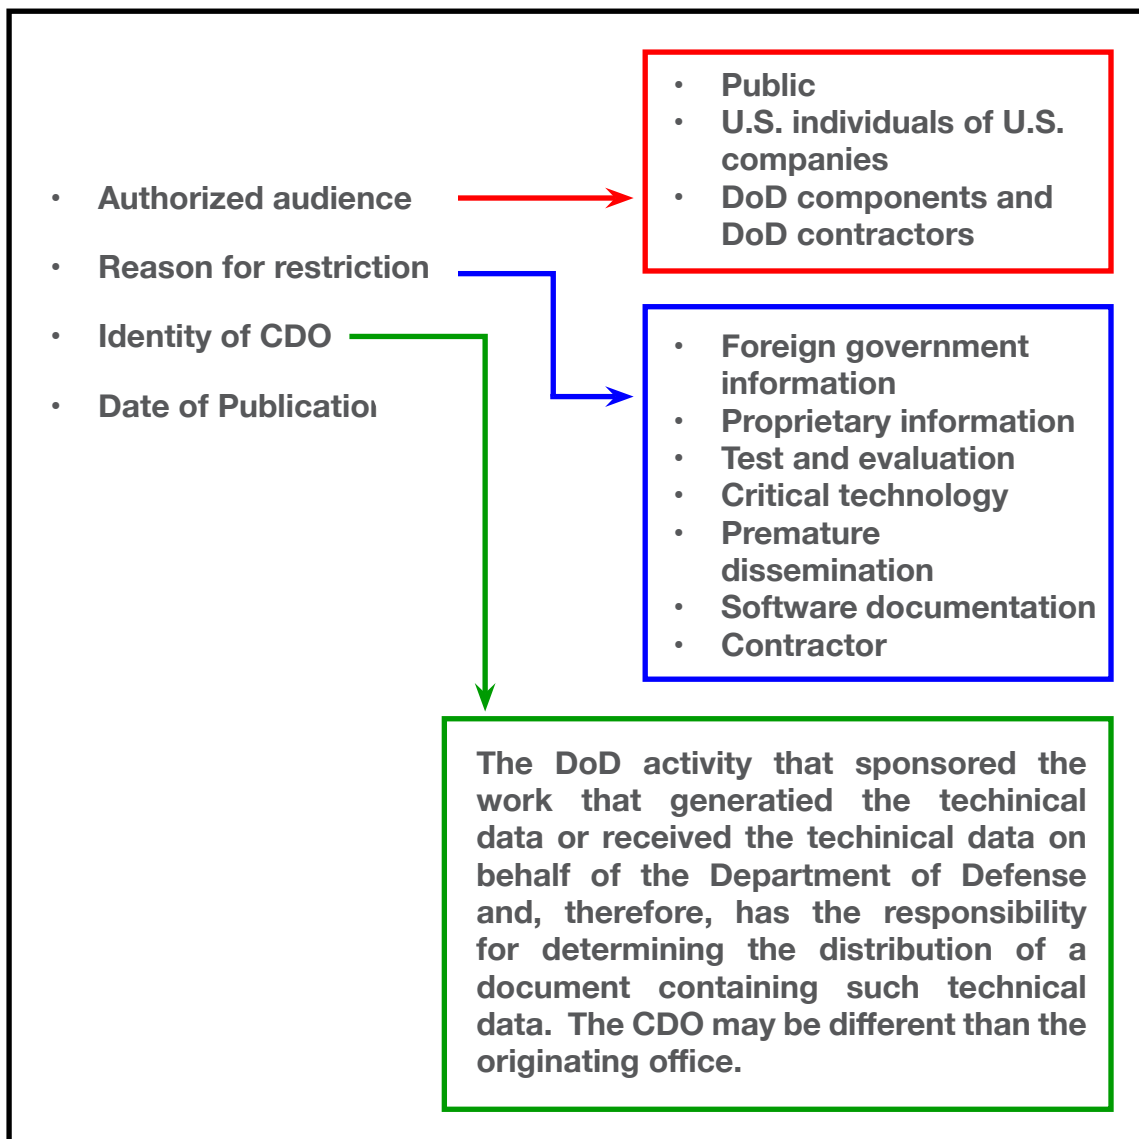 • Authorized audience
• Reason for restriction
• Identity of CDO
• Date of Publication
• Public
• U.S. individuals of U.S.
companies
• DoD components and
DoD contractors
• Foreign government
information
• Proprietary information
• Test and evaluation
• Critical technology
• Premature
dissemination
• Software documentation
• Contractor
The DoD activity that sponsored the
work that generatied the techinical
data or received the techinical data on
behalf of the Department of Defense
and, therefore, has the responsibility
for determining the distribution of a
document containing such technical
data. The CDO may be different than the
originating office.